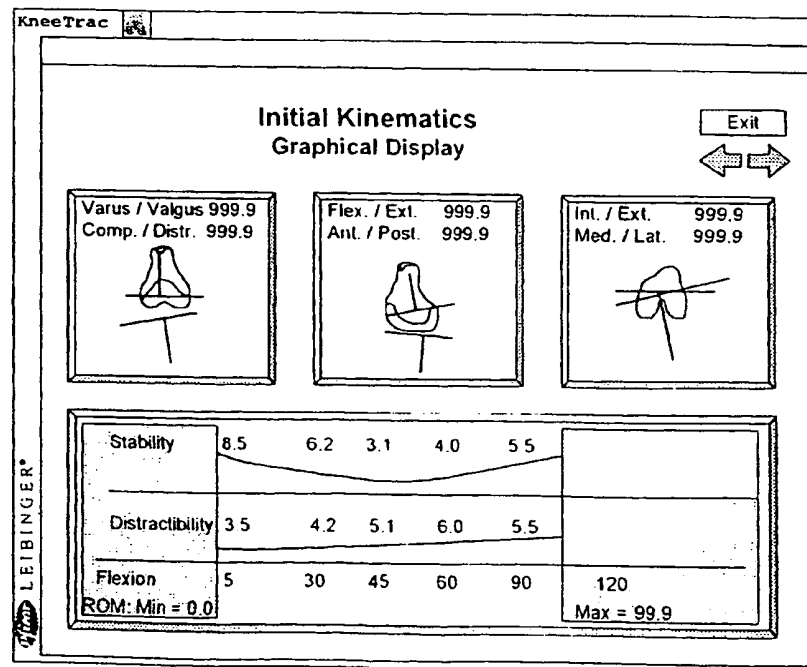 KneeTrac
Initial Kinematics
Graphical Display
Exit
Varus / Valgus 999.9
Comp. / Distr. 999.9
Flex. / Ext. 999.9
Ant. / Post. 999.9
Int. / Ext. 999.9
Med. / Lat. 999.9
Stability 8.5 6.2 3.1 4.0 5.5
Distractibility 3.5 4.2 5.1 6.0 5.5
Flexion 5 30 45 60 90 120
ROM: Min = 0.0 Max = 99.9
LEIBINGER®